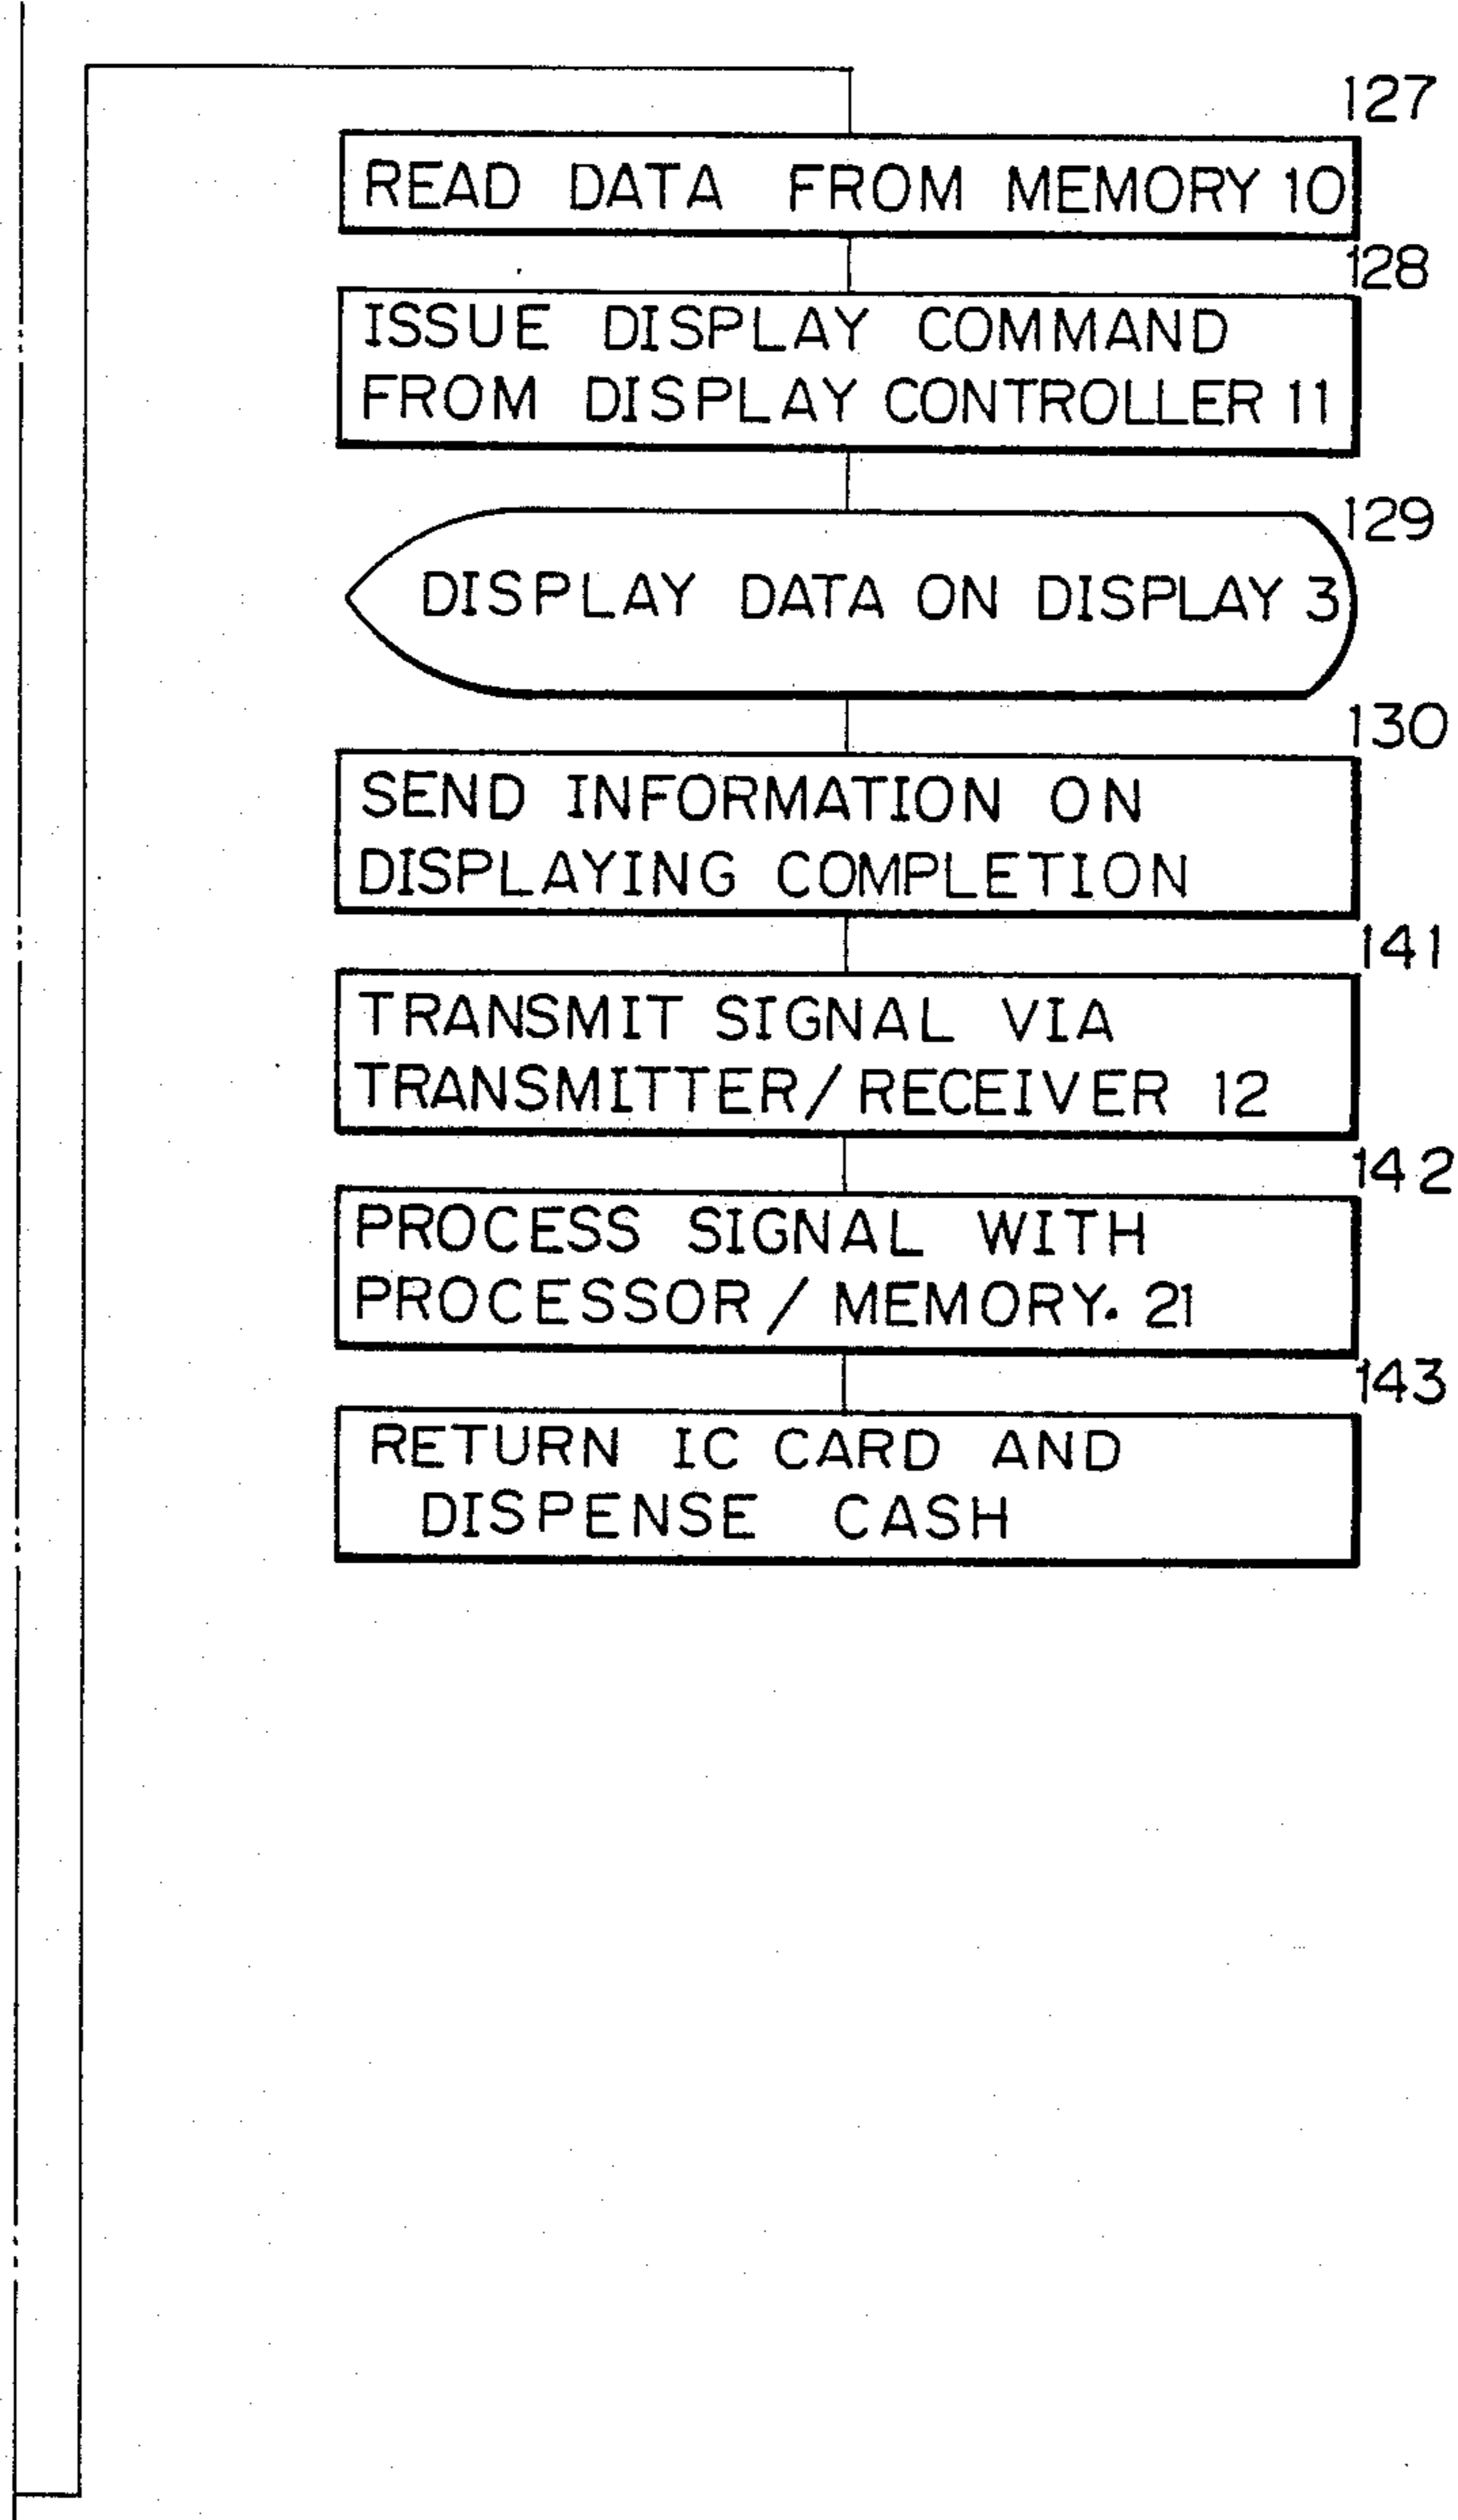 127
READ DATA FROM MEMORY 10
128
ISSUE DISPLAY COMMAND
FROM DISPLAY CONTROLLER 11
129
DISPLAY DATA ON DISPLAY 3
130
SEND INFORMATION ON
DISPLAYING COMPLETION
141
TRANSMIT SIGNAL VIA
TRANSMITTER/RECEIVER 12
142
PROCESS SIGNAL WITH
PROCESSOR/MEMORY. 21
143
RETURN IC CARD AND
DISPENSE CASH